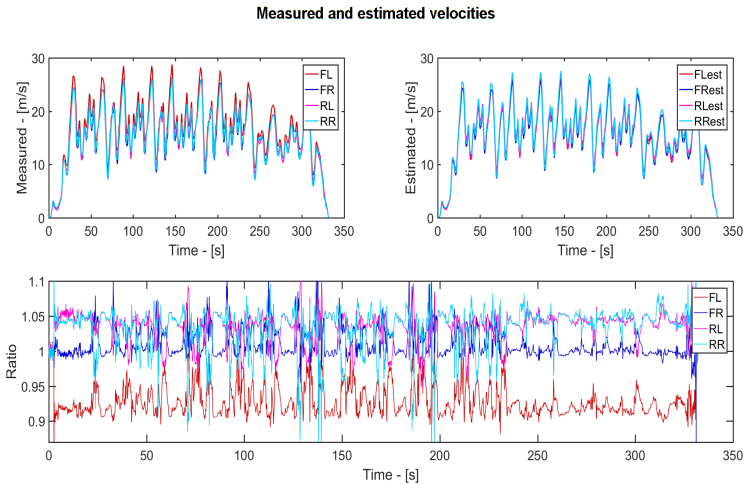 Measured and estimated velocities
30
20
10
0
Measured - [m/s]
0 50 100 150 200 250 300 350
Time - [s]
FL
FR
RL
RR
30
20
10
0
Estimated - [m/s]
0 50 100 150 200 250 300 350
Time - [s]
FLest
FRest
RLest
RRest
1.1
1.05
1
0.95
0.9
Ratio
0 50 100 150 200 250 300 350
Time - [s]
FL
FR
RL
RR